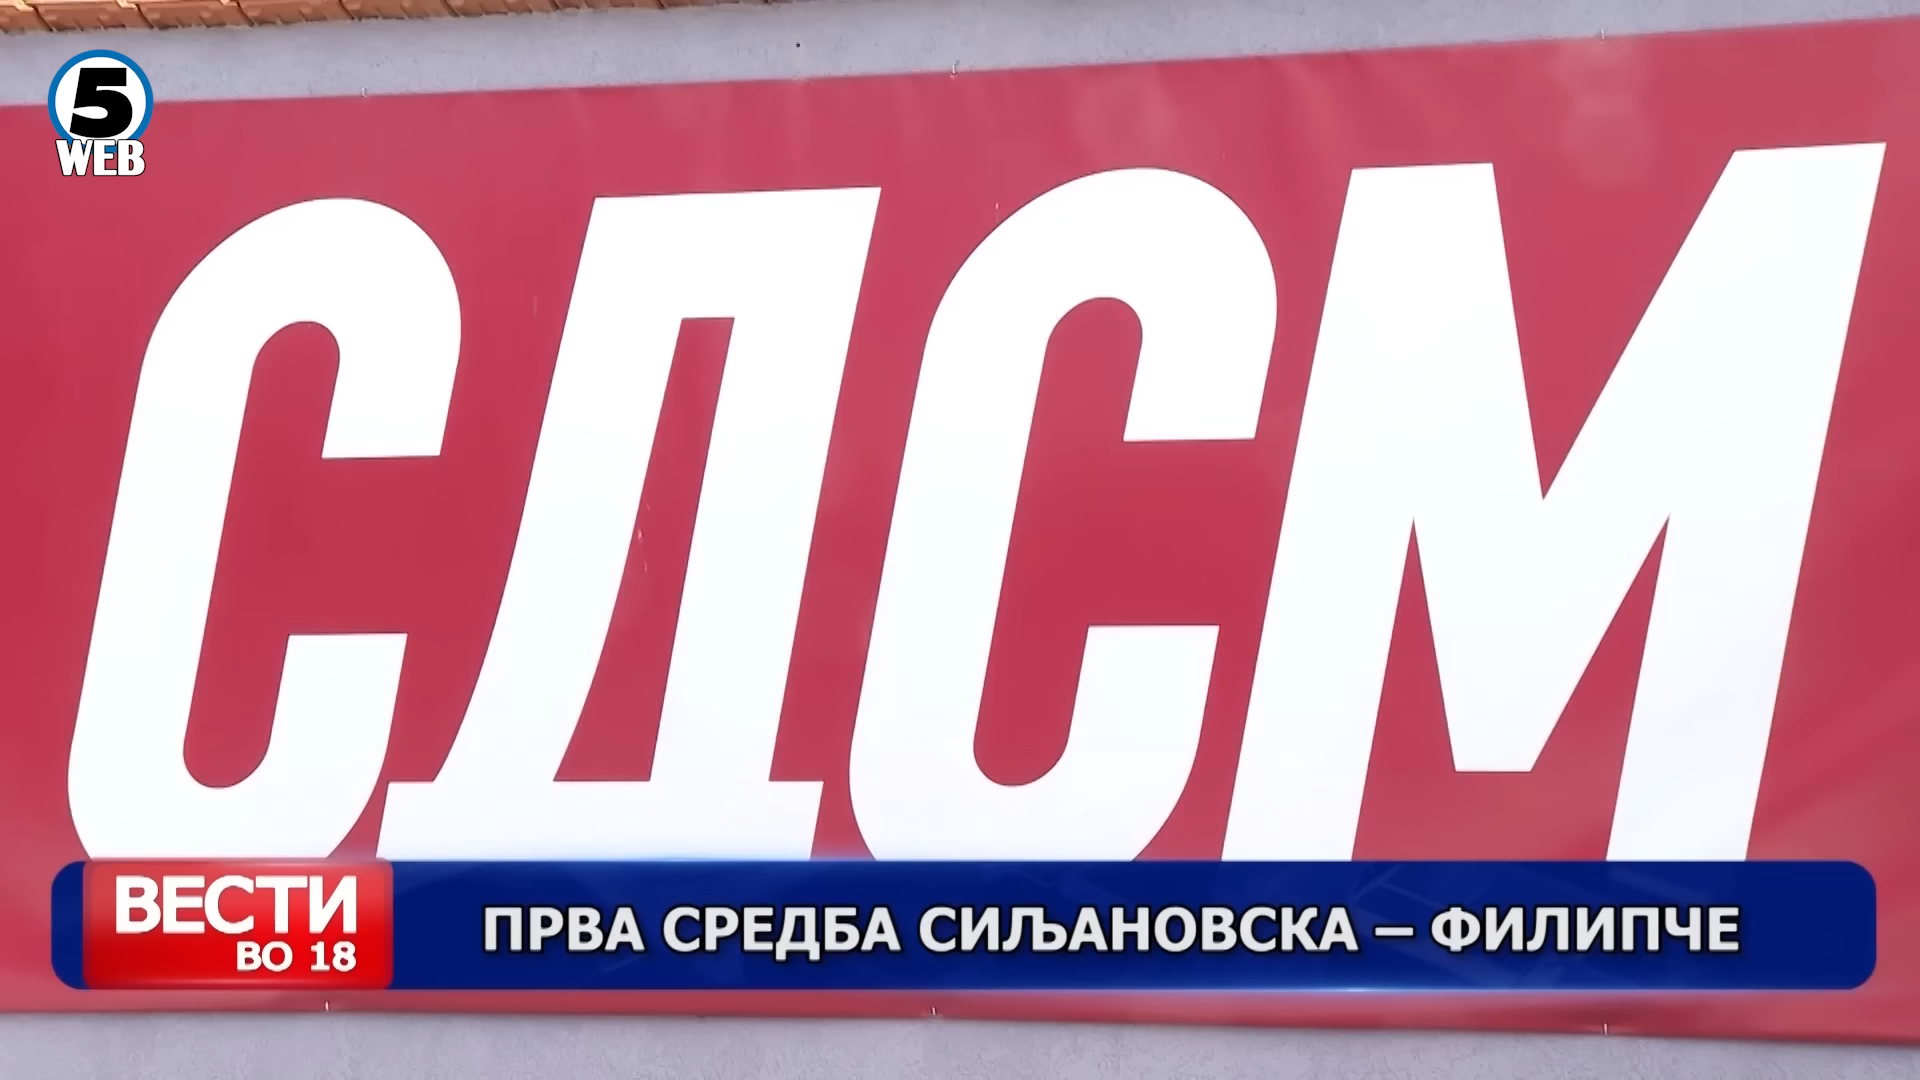 5
WEB
СДСМ
ВЕСТИ
ВО 18
ПРВА СРЕДБА СИЉАНОВСКА – ФИЛИПЧЕ